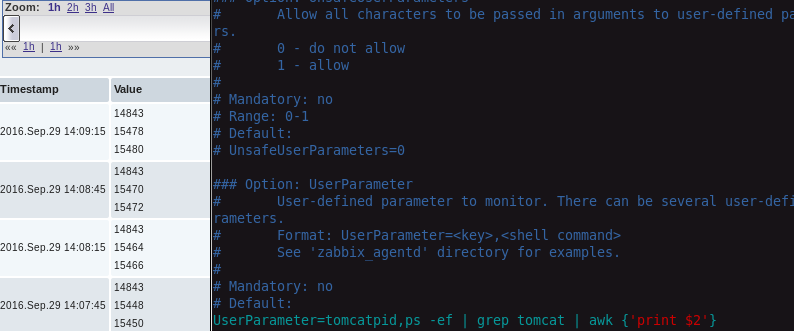 Zoom: 1h 2h 3h All
«« 1h | 1h »»
Timestamp Value
2016.Sep.29 14:09:15
14843
15478
15480
2016.Sep.29 14:08:45
14843
15470
15472
2016.Sep.29 14:08:15
14843
15464
15466
2016.Sep.29 14:07:45
14843
15448
15450
### Option: UnsafeUserParameters
# Allow all characters to be passed in arguments to user-defined pa
rs.
# 0 - do not allow
# 1 - allow
#
# Mandatory: no
# Range: 0-1
# Default:
# UnsafeUserParameters=0
### Option: UserParameter
# User-defined parameter to monitor. There can be several user-defi
rameters.
# Format: UserParameter=<key>,<shell command>
# See 'zabbix_agentd' directory for examples.
#
# Mandatory: no
# Default:
UserParameter=tomcatpid,ps -ef | grep tomcat | awk {'print $2'}